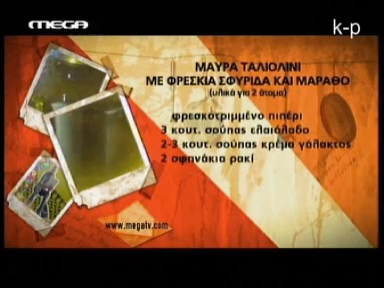 MEGA
k-p
ΜΑΥΡΑ ΤΑΛΙΟΛΙΝΙ
ΜΕ ΦΡΕΣΚΙΑ ΣΦΥΡΙΔΑ ΚΑΙ ΜΑΡΑΘΟ
(υλικά για 2 άτομα)
φρεσκοτριμμένο πιπέρι
3 κουτ. σούπας ελαιόλαδο
2-3 κουτ. σούπας κρέμα γάλακτος
2 σφηνάκια ρακί
www.megatv.com